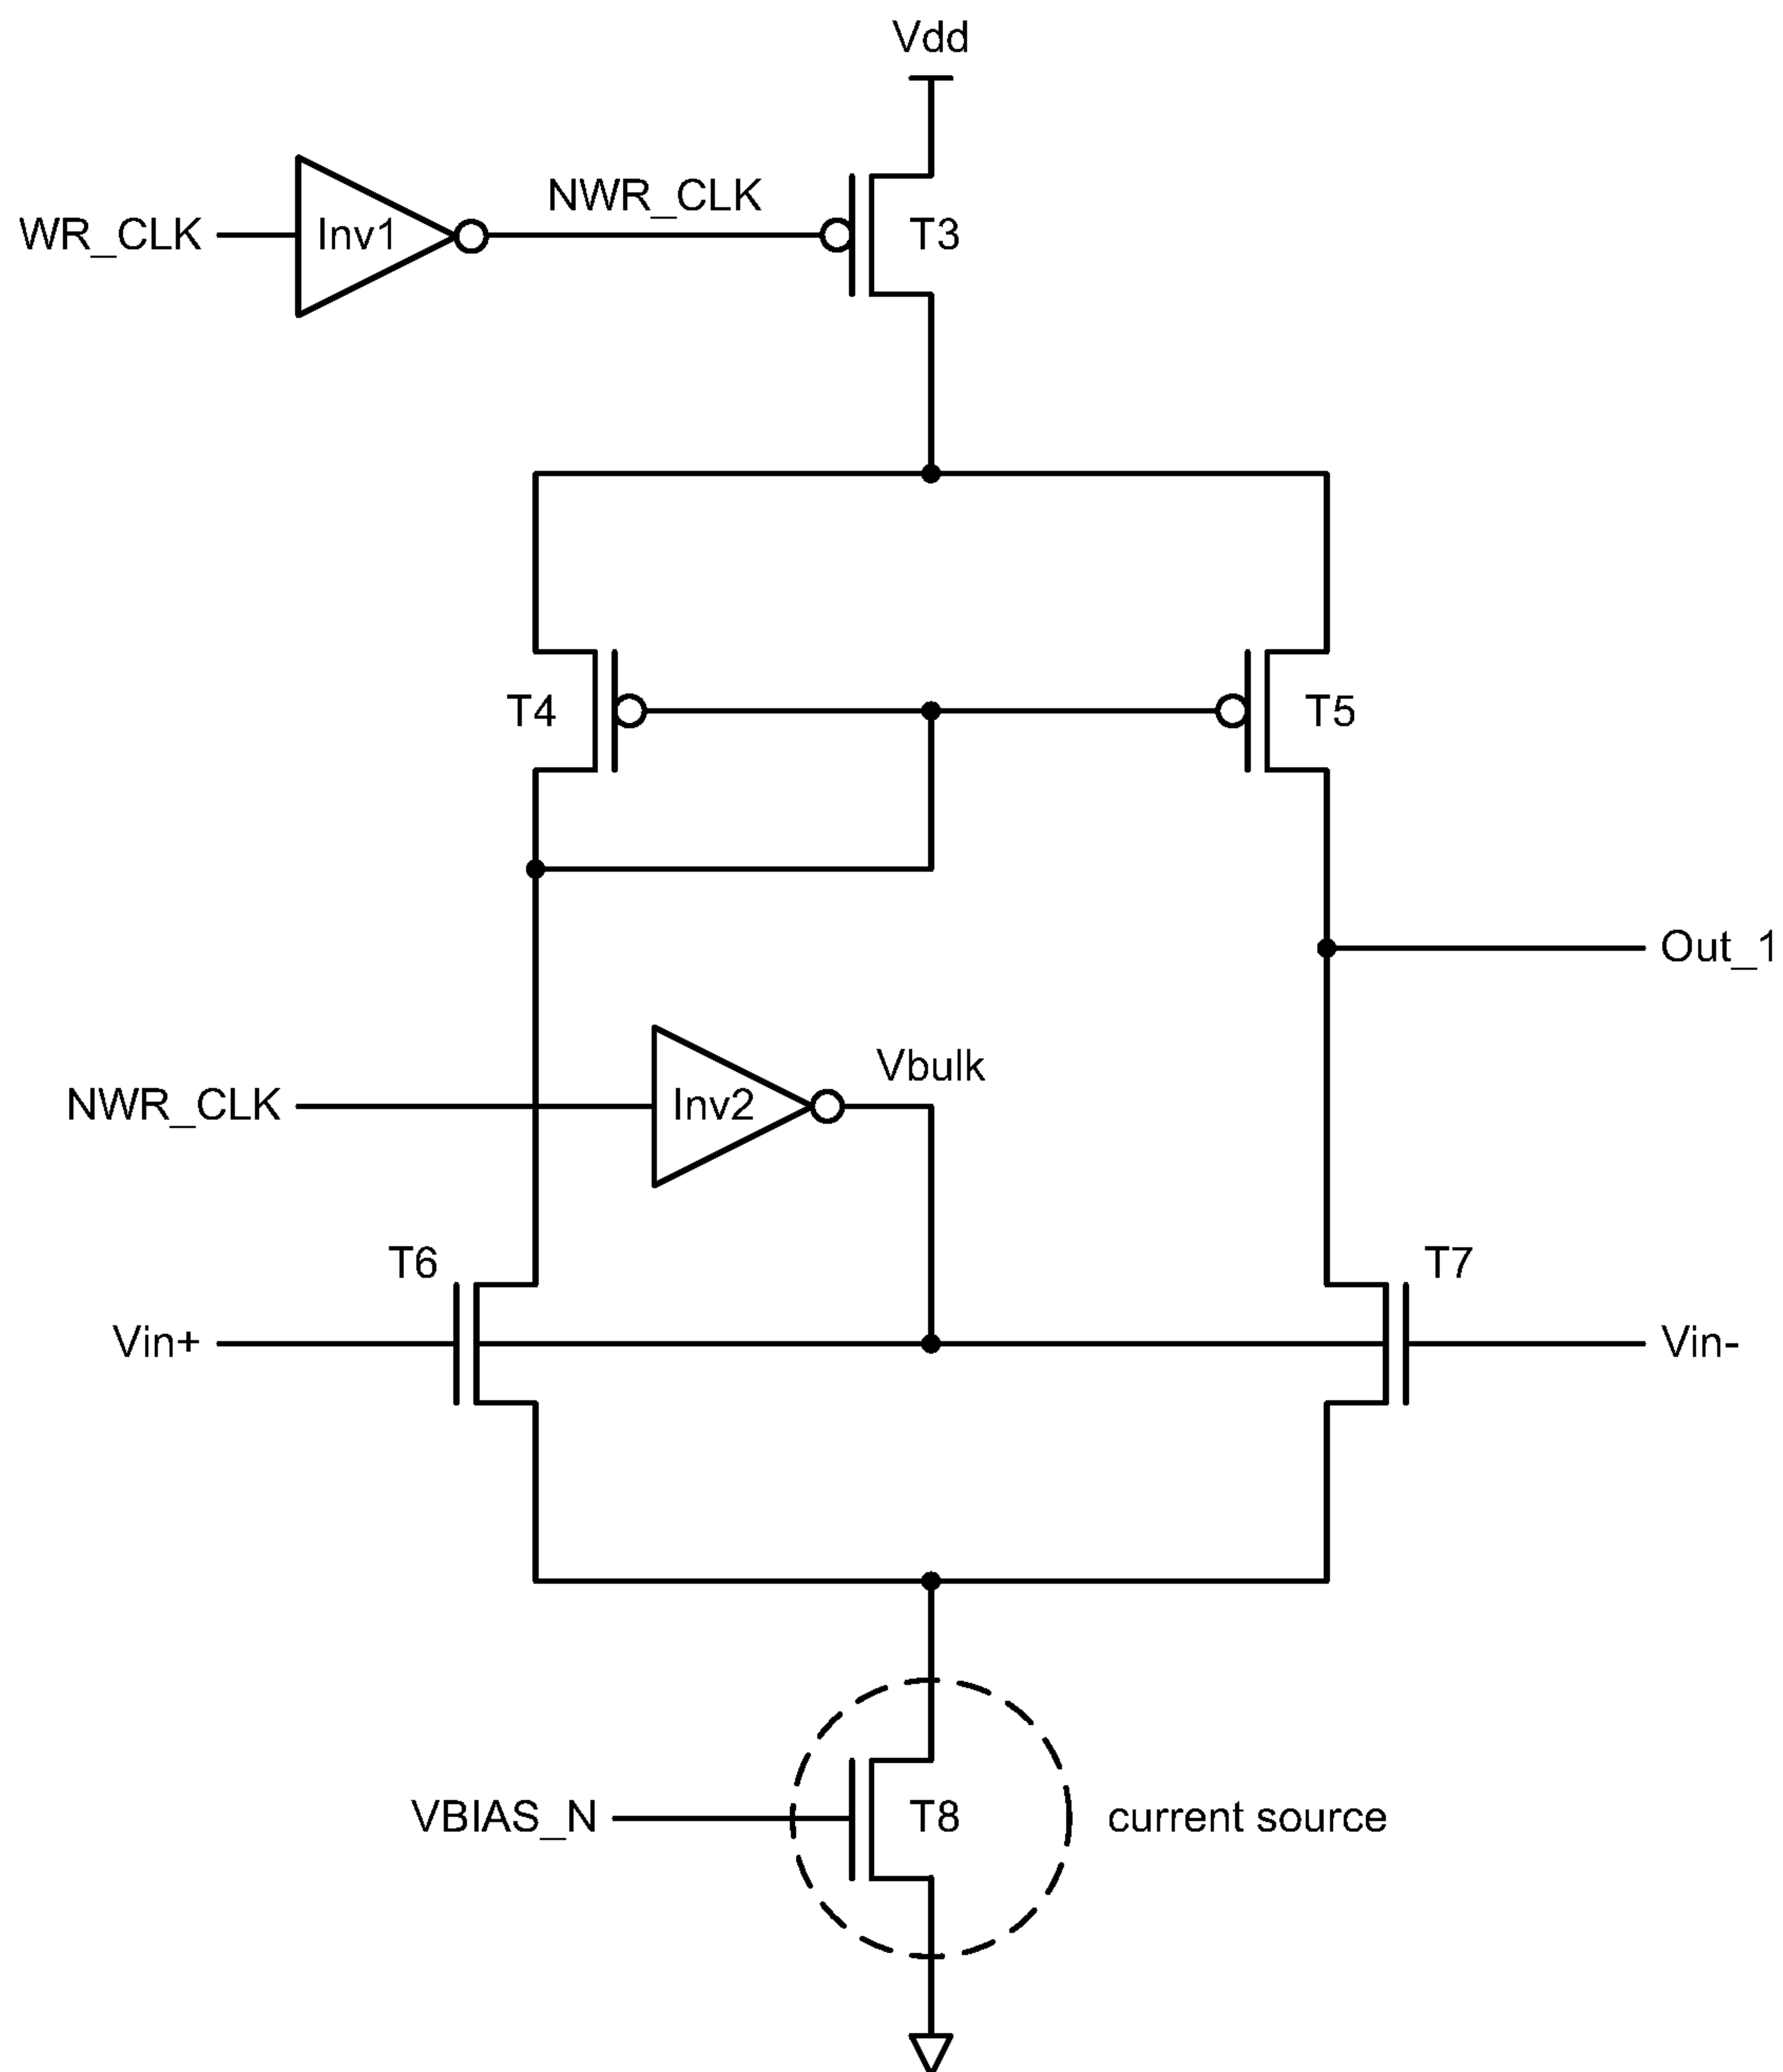 Vdd
WR_CLK
Inv1
NWR_CLK
T3
T4
T5
Out_1
NWR_CLK
Inv2
Vbulk
T6
T7
Vin+
Vin-
VBIAS_N
T8
current source